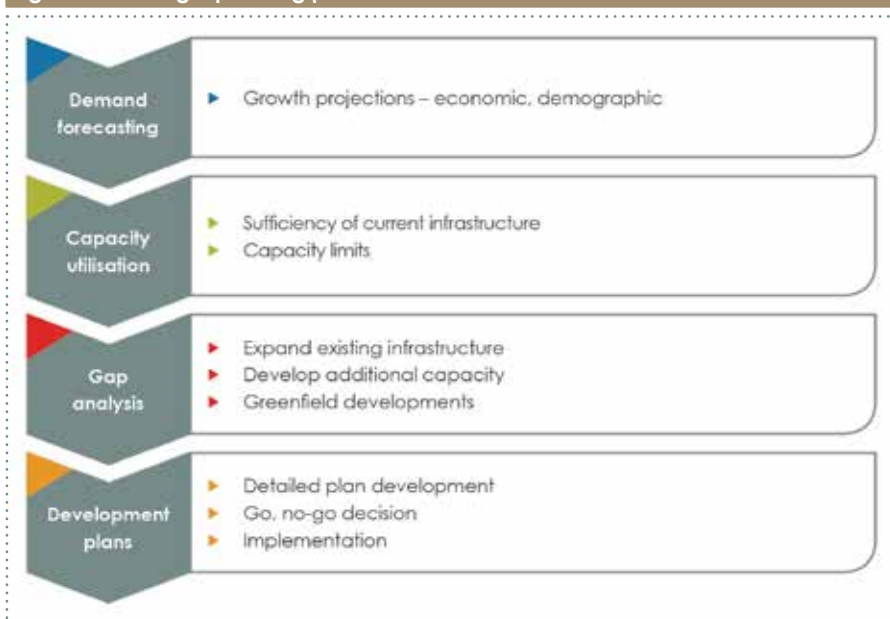 Demand
forecasting
Growth projections – economic, demographic
Capacity
utilisation
Sufficiency of current infrastructure
Capacity limits
Gap
analysis
Expand existing infrastructure
Develop additional capacity
Greenfield developments
Development
plans
Detailed plan development
Go, no-go decision
Implementation